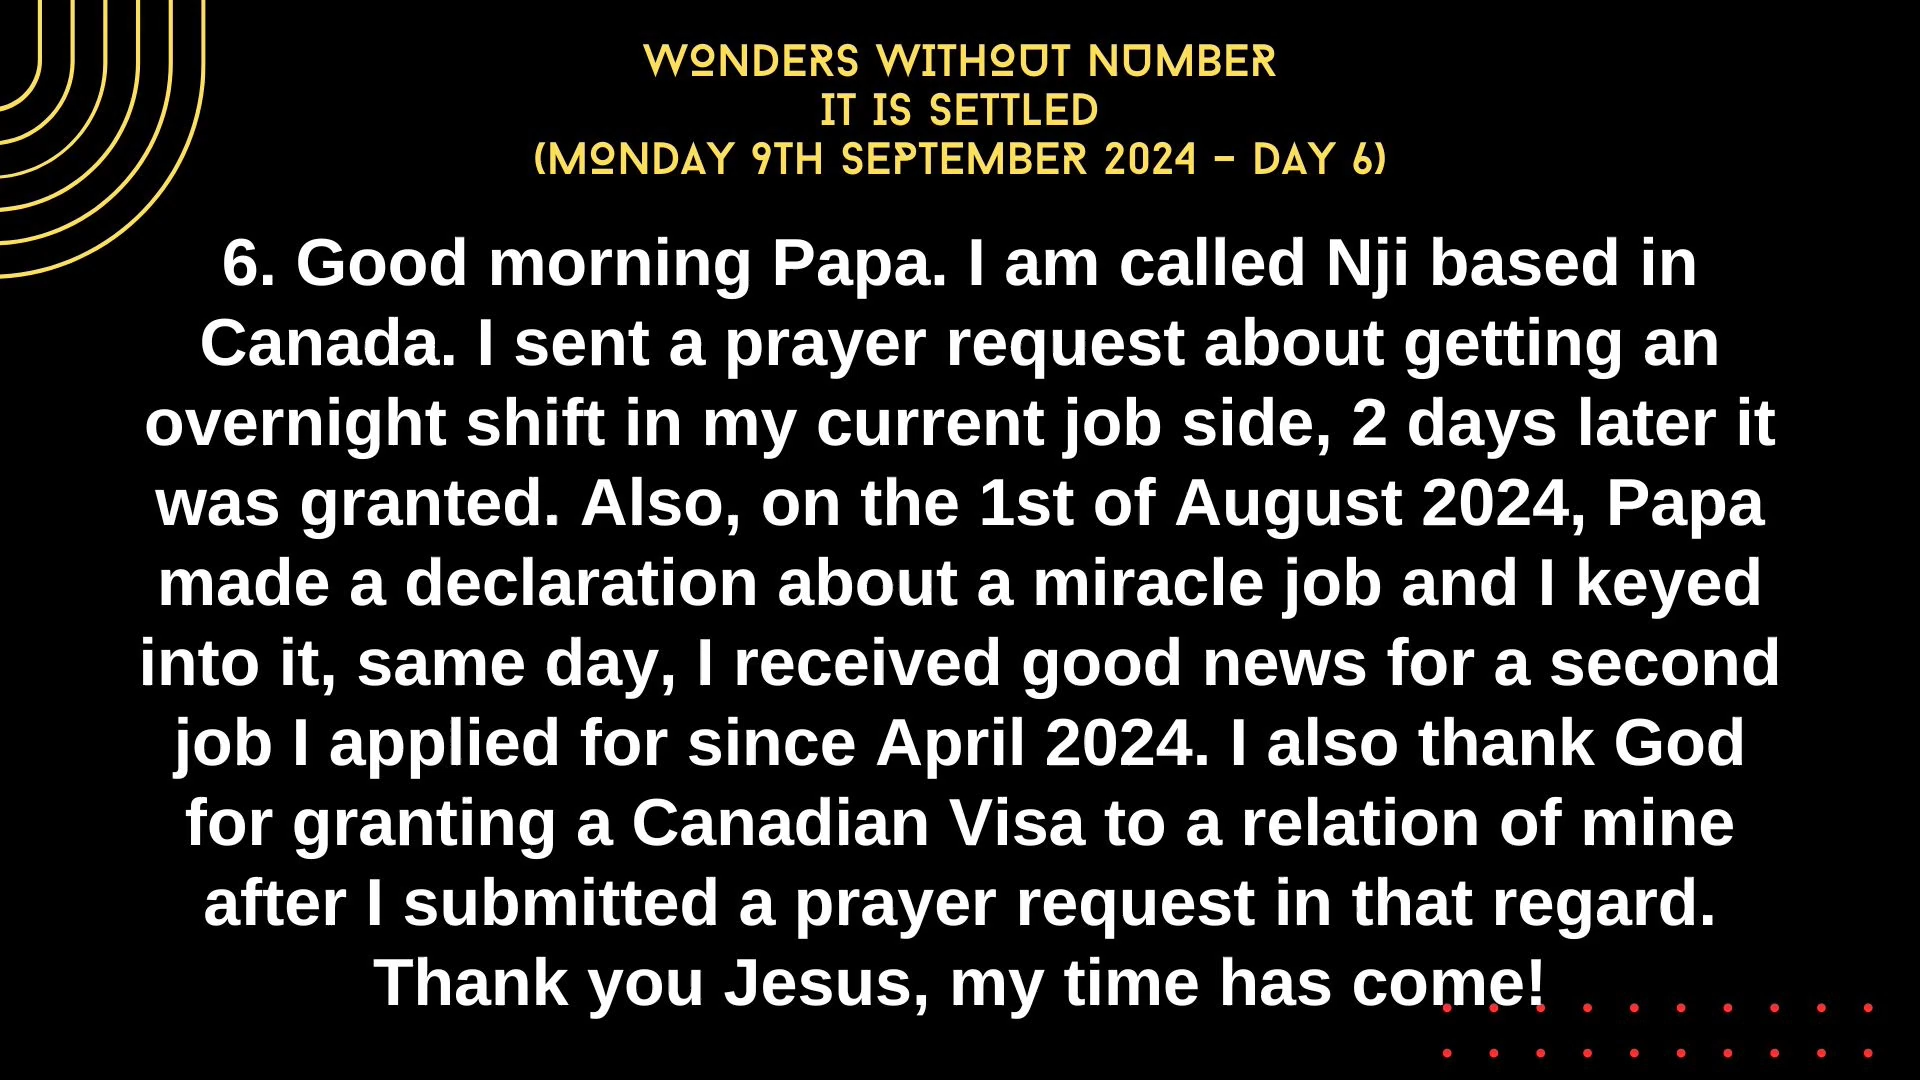 WONDERS WITHOUT NUMBER
IT IS SETTLED
(MONDAY 9TH SEPTEMBER 2024 – DAY 6)
6. Good morning Papa. I am called Nji based in
Canada. I sent a prayer request about getting an
overnight shift in my current job side, 2 days later it
was granted. Also, on the 1st of August 2024, Papa
made a declaration about a miracle job and I keyed
into it, same day, I received good news for a second
job I applied for since April 2024. I also thank God
for granting a Canadian Visa to a relation of mine
after I submitted a prayer request in that regard.
Thank you Jesus, my time has come!